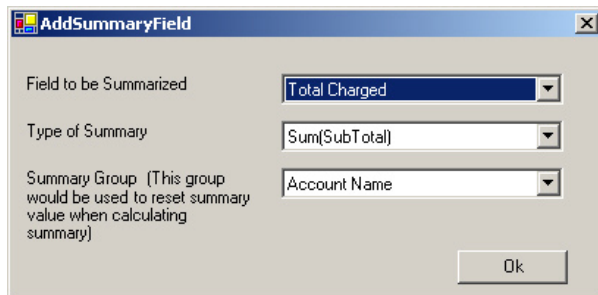 AddSummaryField
Field to be Summarized
Total Charged
Type of Summary
Sum(SubTotal)
Summary Group  (This group
would be used to reset summary
value when calculating
summary)
Account Name
Ok